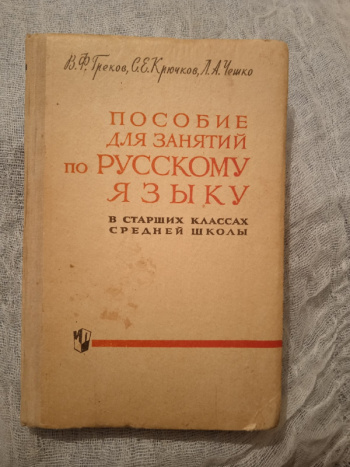 В.Ф.Греков, С.Е.Крючков, Л.А.Чешко
ПОСОБИЕ
ДЛЯ ЗАНЯТИЙ
ПО РУССКОМУ
ЯЗЫКУ
В СТАРШИХ КЛАССАХ
СРЕДНЕЙ ШКОЛЫ